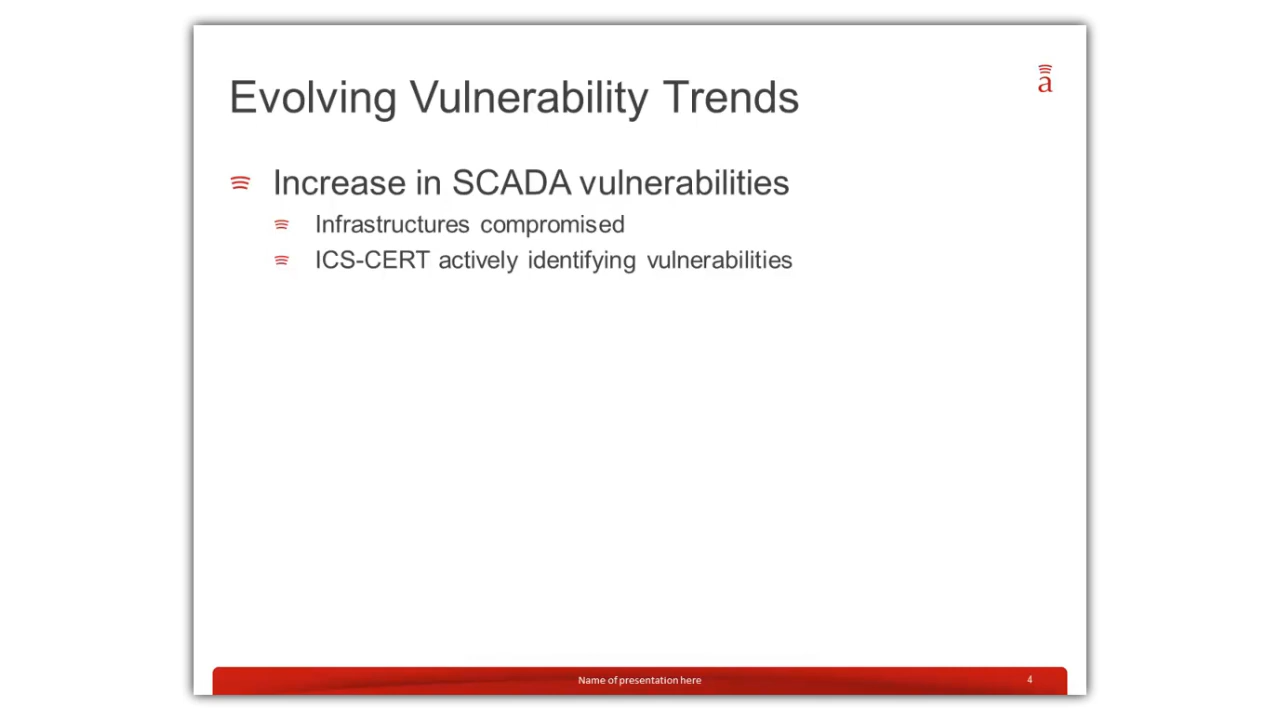 Evolving Vulnerability Trends
a
Increase in SCADA vulnerabilities
Infrastructures compromised
ICS-CERT actively identifying vulnerabilities
Name of presentation here
4